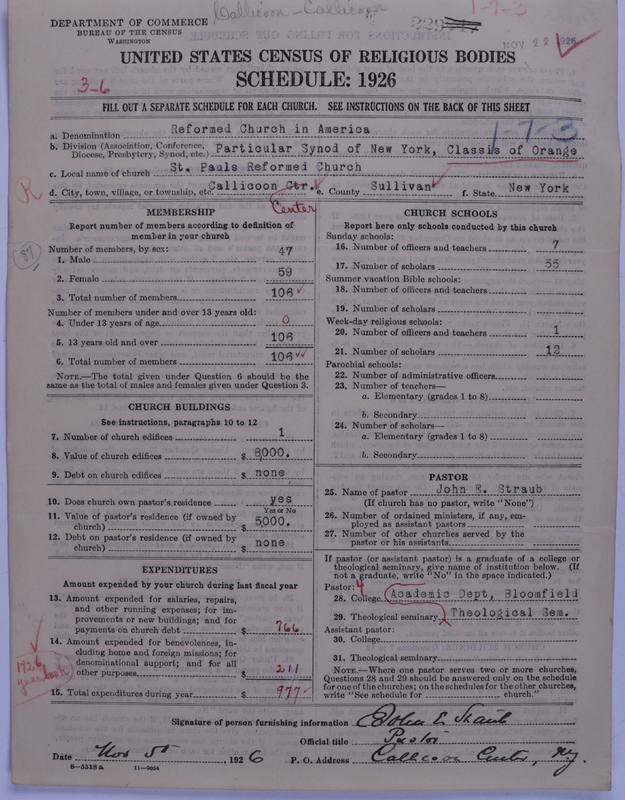 DEPARTMENT OF COMMERCE
BUREAU OF THE CENSUS
WASHINGTON
Callicoon - Callicoon
229
1-7-3
NOV 22 1926
UNITED STATES CENSUS OF RELIGIOUS BODIES
SCHEDULE: 1926
3-6
FILL OUT A SEPARATE SCHEDULE FOR EACH CHURCH. SEE INSTRUCTIONS ON THE BACK OF THIS SHEET
a. Denomination Reformed Church in America
1-7-3
b. Division (Association, Conference, Diocese, Presbytery, Synod, etc.) Particular Synod of New York, Classis of Orange
c. Local name of church St. Pauls Reformed Church
d. City, town, village, or township, etc. Callicoon Ctr. e. County Sullivan f. State New York
Center
R
87
MEMBERSHIP
Report number of members according to definition of
member in your church
Number of members, by sex:
1. Male 47
2. Female 59
3. Total number of members 106
Number of members under and over 13 years old:
4. Under 13 years of age 0
5. 13 years old and over 106
6. Total number of members 106
NOTE.—The total given under Question 6 should be the
same as the total of males and females given under Question 3.
CHURCH BUILDINGS
See instructions, paragraphs 10 to 12
7. Number of church edifices 1
8. Value of church edifices $ 8000.
9. Debt on church edifices $ none
10. Does church own pastor's residence yes
Yes or No
11. Value of pastor's residence (if owned by
church) $ 5000.
12. Debt on pastor's residence (if owned by
church) $ none
EXPENDITURES
Amount expended by your church during last fiscal year
13. Amount expended for salaries, repairs,
and other running expenses; for im-
provements or new buildings; and for
payments on church debt $ 766
14. Amount expended for benevolences, in-
cluding home and foreign missions; for
denominational support; and for all
other purposes $ 211
15. Total expenditures during year $ 977
1926
yearbook
CHURCH SCHOOLS
Report here only schools conducted by this church
Sunday schools:
16. Number of officers and teachers 7
17. Number of scholars 55
Summer vacation Bible schools:
18. Number of officers and teachers
19. Number of scholars
Week-day religious schools:
20. Number of officers and teachers 1
21. Number of scholars 12
Parochial schools:
22. Number of administrative officers
23. Number of teachers—
a. Elementary (grades 1 to 8)
b. Secondary
24. Number of scholars—
a. Elementary (grades 1 to 8)
b. Secondary
PASTOR
25. Name of pastor John E. Straub
(If church has no pastor, write "None")
26. Number of ordained ministers, if any, em-
ployed as assistant pastors
27. Number of other churches served by the
pastor or his assistants
If pastor (or assistant pastor) is a graduate of a college or
theological seminary, give name of institution below. (If
not a graduate, write "No" in the space indicated.)
Pastor: 4
28. College Academic Dept, Bloomfield
29. Theological seminary Theological Sem.
Assistant pastor:
30. College
31. Theological seminary
NOTE.—Where one pastor serves two or more churches,
Questions 28 and 29 should be answered only on the schedule
for one of the churches; on the schedules for the other churches,
write "See schedule for church."
Signature of person furnishing information John E Straub
Official title Pastor
Date Nov 5th, 1926 P. O. Address Callicoon Center, NY.
8-5518a 11-9054